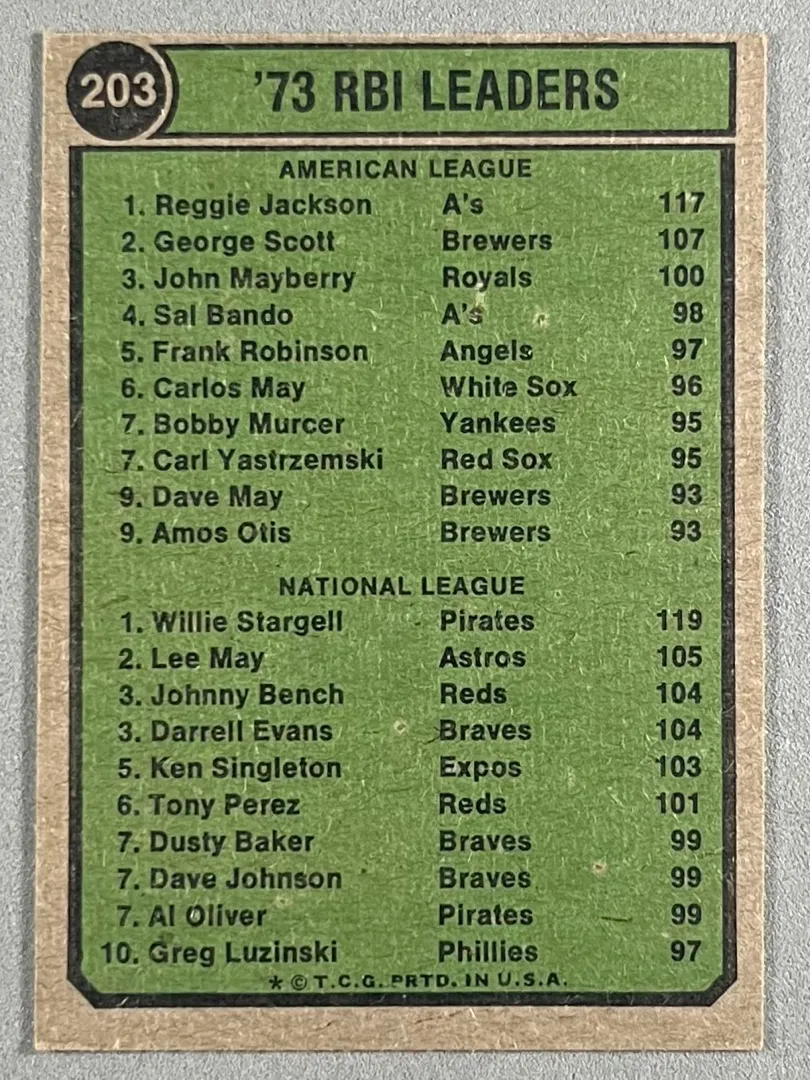 203 '73 RBI LEADERS
AMERICAN LEAGUE
1. Reggie Jackson A's 117
2. George Scott Brewers 107
3. John Mayberry Royals 100
4. Sal Bando A's 98
5. Frank Robinson Angels 97
6. Carlos May White Sox 96
7. Bobby Murcer Yankees 95
7. Carl Yastrzemski Red Sox 95
9. Dave May Brewers 93
9. Amos Otis Brewers 93
NATIONAL LEAGUE
1. Willie Stargell Pirates 119
2. Lee May Astros 105
3. Johnny Bench Reds 104
3. Darrell Evans Braves 104
5. Ken Singleton Expos 103
6. Tony Perez Reds 101
7. Dusty Baker Braves 99
7. Dave Johnson Braves 99
7. Al Oliver Pirates 99
10. Greg Luzinski Phillies 97
* © T.C.G. PRTD. IN U.S.A.